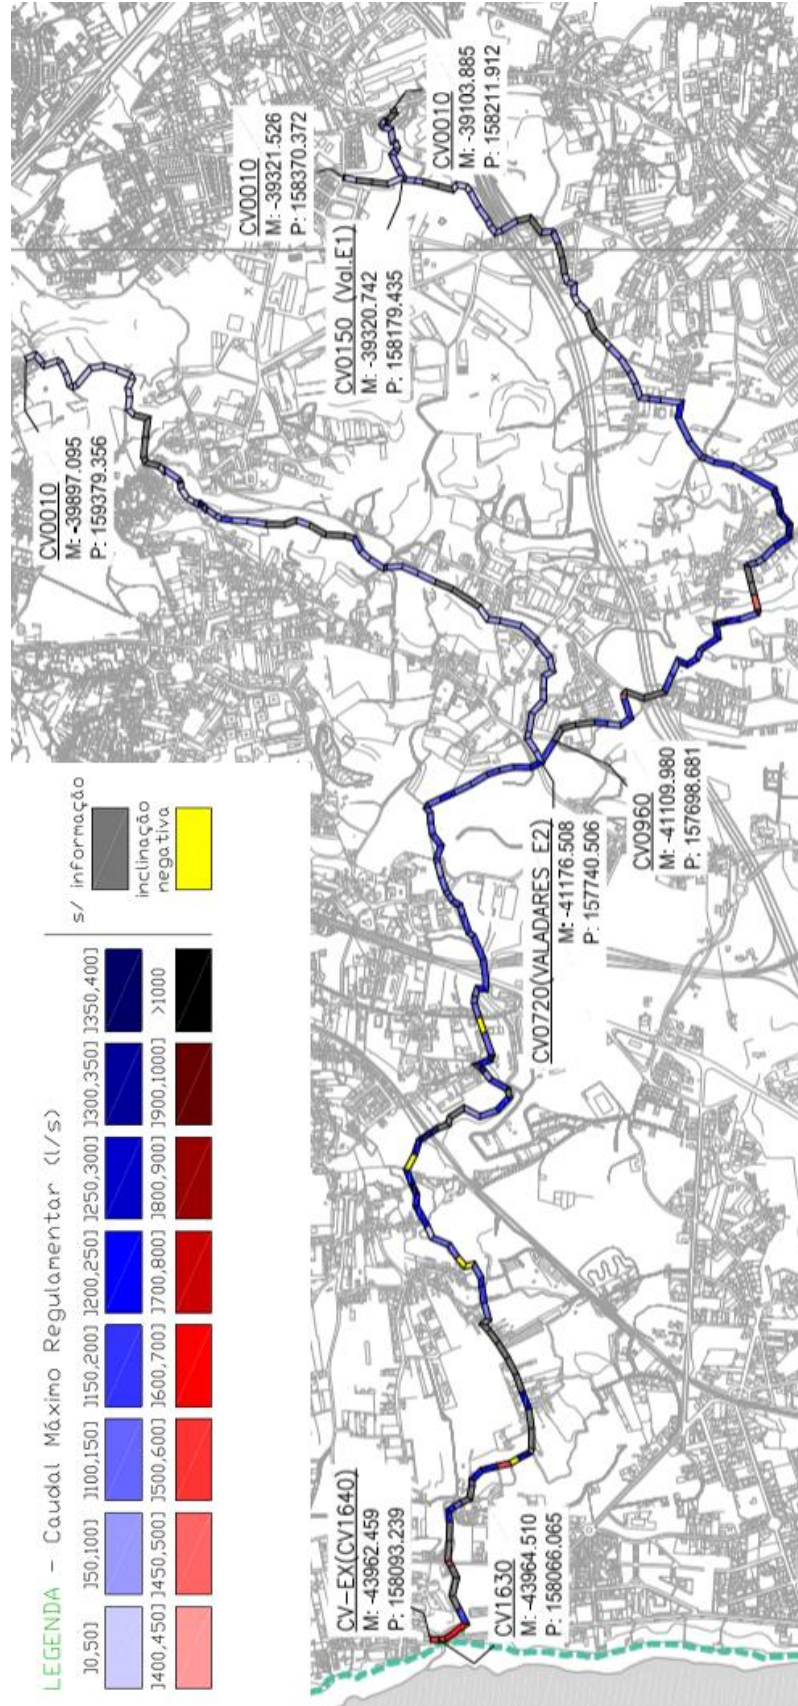 LEGENDA - Caudal Máximo Regulamentar (l/s)
]0,50] ]50,100] ]100,150] ]150,200] ]200,250] ]250,300] ]300,350] ]350,400]
]400,450] ]450,500] ]500,600] ]600,700] ]700,800] ]800,900] ]900,1000] >1000
s/ informação
inclinação
negativa
CV-EX(CV1640)
M: -43962.459
P: 158093.239
CV1630
M: -43964.510
P: 158066.065
CV0720(VALADARES_E2)
M: -41176.508
P: 157740.506
CV0960
M: -41109.980
P: 157698.681
CV0010
M: -39897.095
P: 159379.356
CV0150 (Val.E1)
M: -39320.742
P: 158179.435
CV0010
M: -39321.526
P: 158370.372
CV0010
M: -39103.885
P: 158211.912